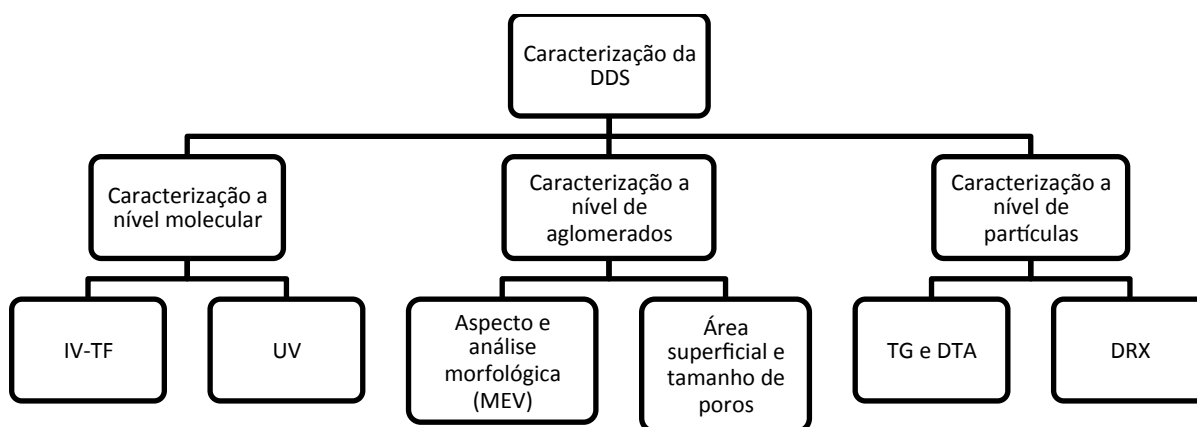 Caracterização da
DDS
Caracterização a
nível molecular
Caracterização a
nível de
aglomerados
Caracterização a
nível de
partículas
IV-TF
UV
Aspecto e
análise
morfológica
(MEV)
Área
superficial e
tamanho de
poros
TG e DTA
DRX